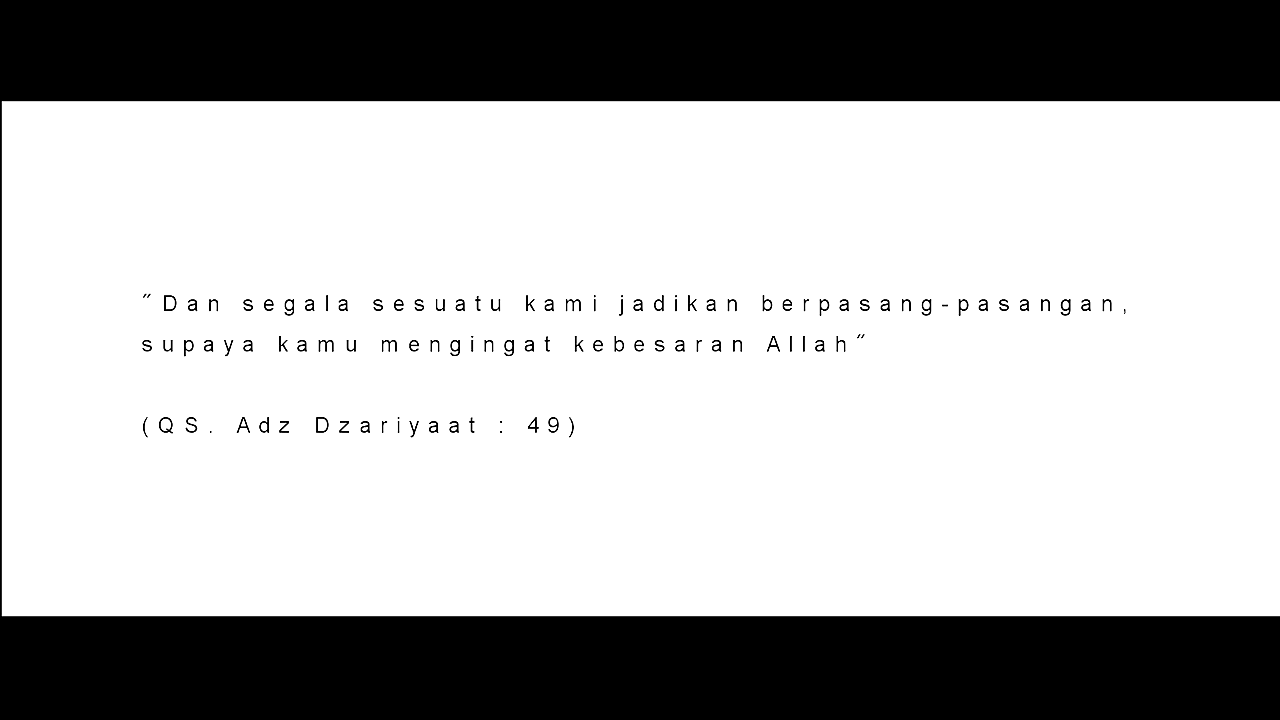 "Dan segala sesuatu kami jadikan berpasang-pasangan,
supaya kamu mengingat kebesaran Allah"
(QS. Adz Dzariyaat : 49)